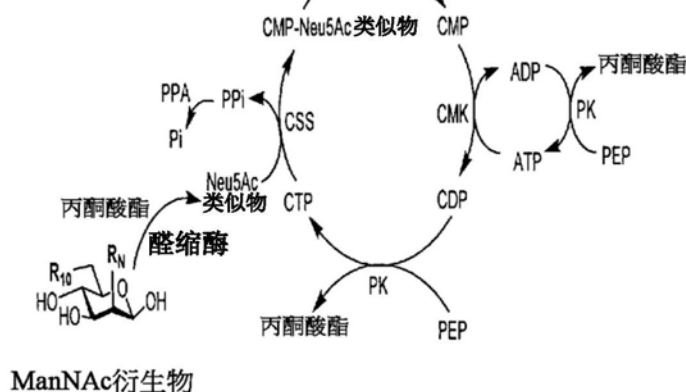 CMP-Neu5Ac类似物
CMP
PPA
PPi
Pi
CSS
CMK
ADP
ATP
丙酮酸酯
PK
PEP
Neu5Ac
类似物
CTP
CDP
丙酮酸酯
醛缩酶
R10
RN
O
HO
HO
OH
PK
丙酮酸酯
PEP
ManNAc衍生物